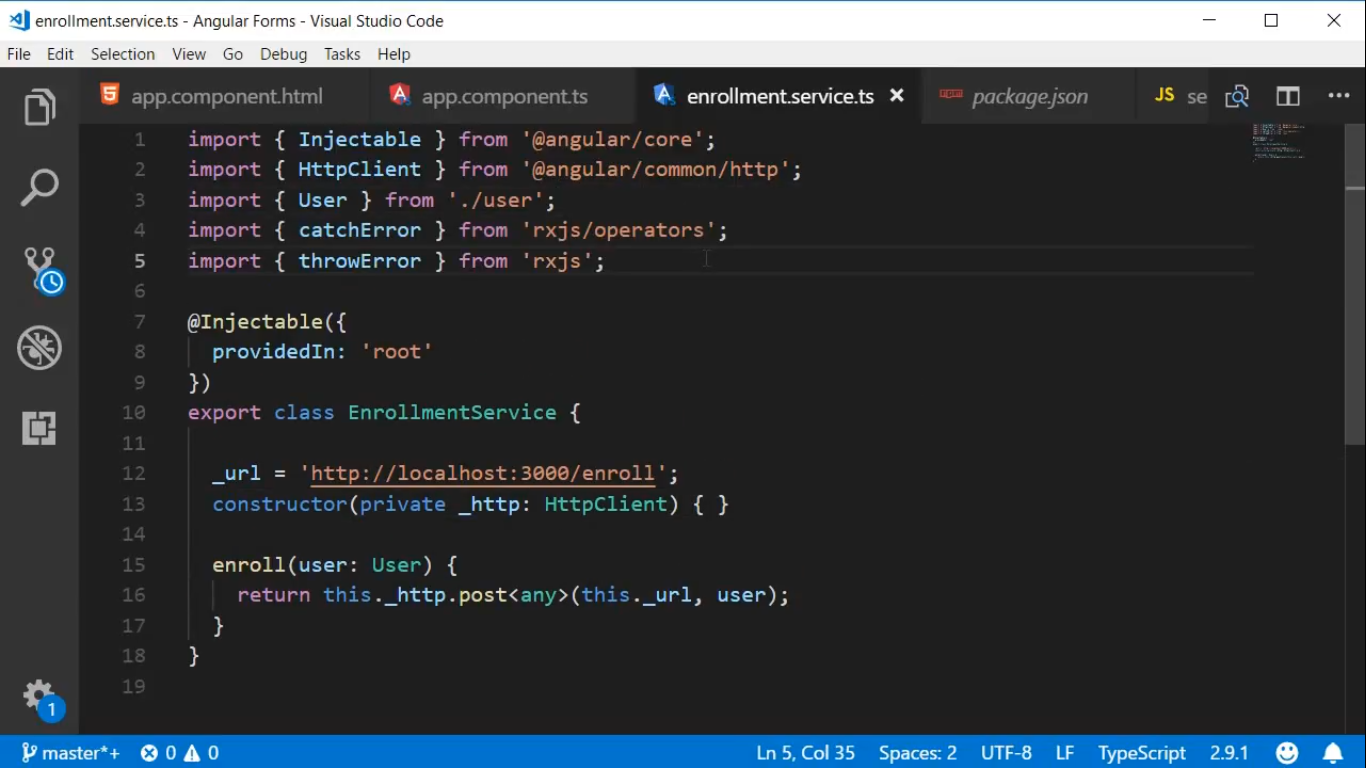 enrollment.service.ts - Angular Forms - Visual Studio Code
File Edit Selection View Go Debug Tasks Help
app.component.html app.component.ts enrollment.service.ts package.json JS se
1 import { Injectable } from '@angular/core';
2 import { HttpClient } from '@angular/common/http';
3 import { User } from './user';
4 import { catchError } from 'rxjs/operators';
5 import { throwError } from 'rxjs';
6
7 @Injectable({
8 providedIn: 'root'
9 })
10 export class EnrollmentService {
11
12 _url = 'http://localhost:3000/enroll';
13 constructor(private _http: HttpClient) { }
14
15 enroll(user: User) {
16 return this._http.post<any>(this._url, user);
17 }
18 }
19
1
master*+ 0 0 Ln 5, Col 35 Spaces: 2 UTF-8 LF TypeScript 2.9.1